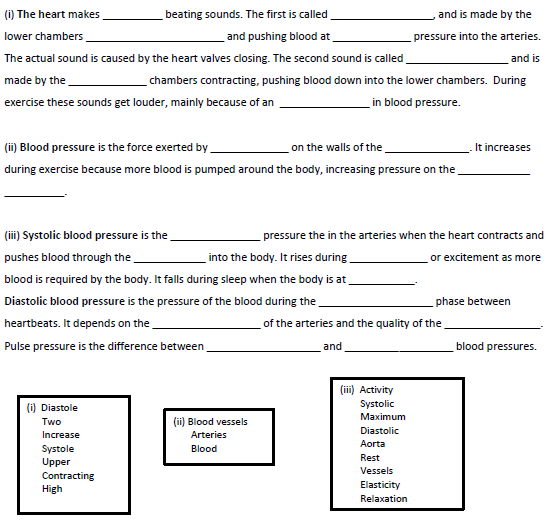 (i) The heart makes ____________ beating sounds. The first is called ____________________, and is made by the
lower chambers ___________________________ and pushing blood at _______________ pressure into the arteries.
The actual sound is caused by the heart valves closing. The second sound is called ____________________ and is
made by the _______________ chambers contracting, pushing blood down into the lower chambers. During
exercise these sounds get louder, mainly because of an _________________ in blood pressure.
(ii) Blood pressure is the force exerted by _______________ on the walls of the ________________. It increases
during exercise because more blood is pumped around the body, increasing pressure on the ______________
____________.
(iii) Systolic blood pressure is the _________________ pressure the in the arteries when the heart contracts and
pushes blood through the ______________ into the body. It rises during _______________ or excitement as more
blood is required by the body. It falls during sleep when the body is at _____________.
Diastolic blood pressure is the pressure of the blood during the ______________________ phase between
heartbeats. It depends on the _____________________ of the arteries and the quality of the __________________.
Pulse pressure is the difference between ______________________ and _____________________ blood pressures.
(i) Diastole
Two
Increase
Systole
Upper
Contracting
High
(ii) Blood vessels
Arteries
Blood
(iii) Activity
Systolic
Maximum
Diastolic
Aorta
Rest
Vessels
Elasticity
Relaxation